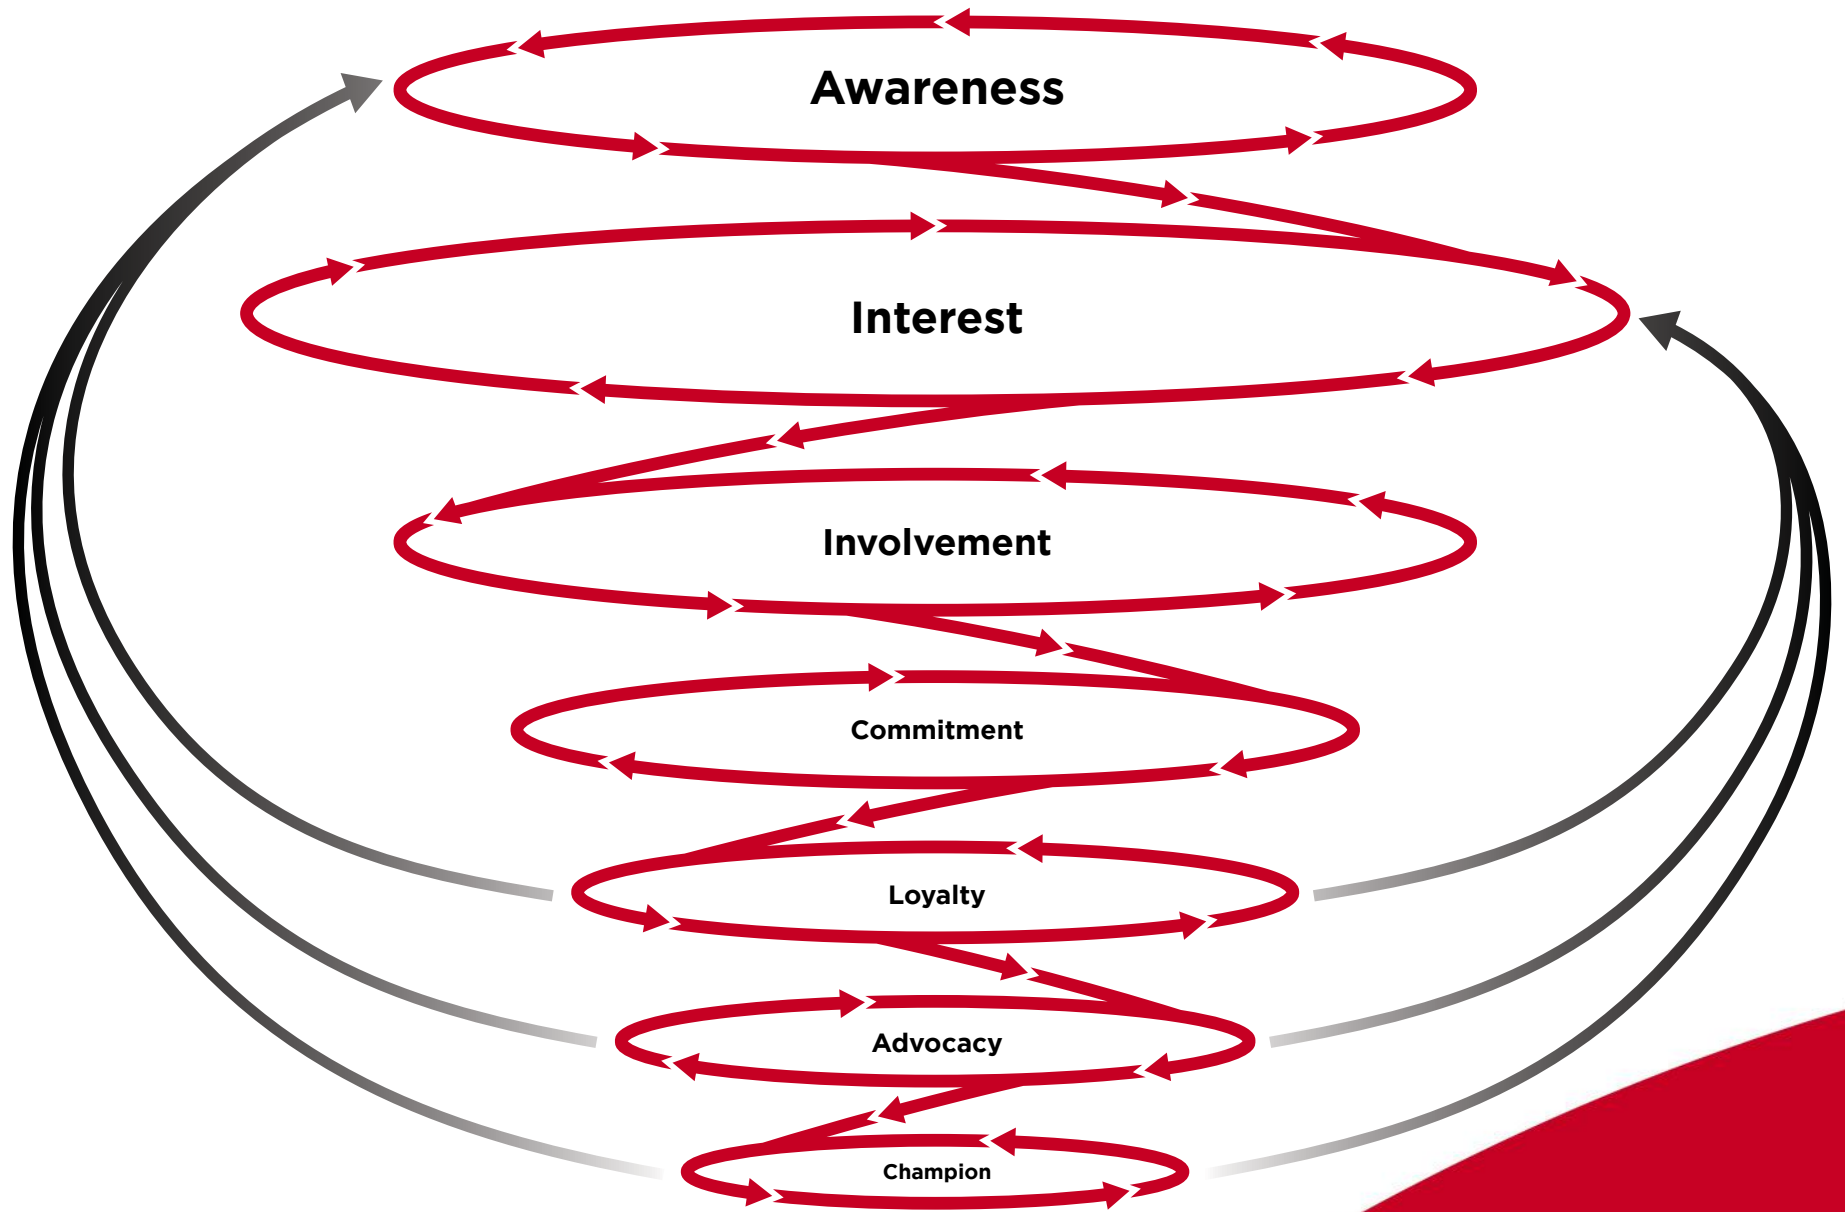 Awareness
Interest
Involvement
Commitment
Loyalty
Advocacy
Champion